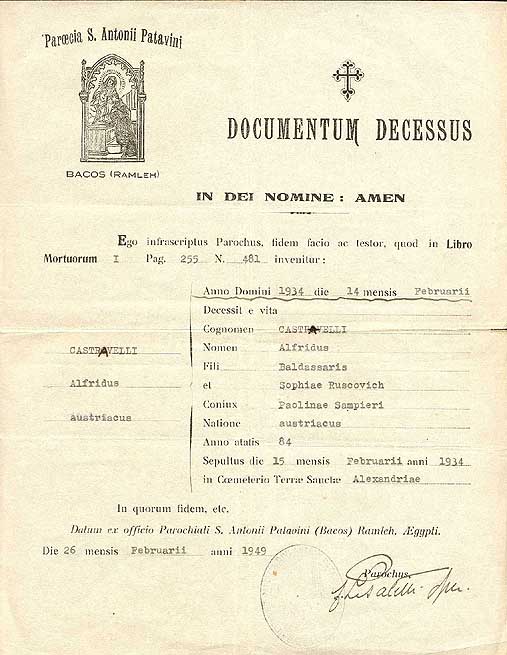 Parœcia S. Antonii Patavini
BACOS (RAMLEH)
DOCUMENTUM DECESSUS
IN DEI NOMINE: AMEN
Ego infrascriptus Parochus, fidem facio ac testor, quod in Libro
Mortuorum I Pag. 255 N. 481 invenitur:
Anno Domini 1934 die 14 mensis Februarii
Decessit e vita
Cognomen CASTRAVELLI
Nomen Alfridus
Fili Baldassaris
et Sophiae Ruscovich
Coniux Paolinae Sampieri
Natione austriacus
Anno ætatis 84
Sepultus die 15 mensis Februarii anni 1934
in Cœmeterio Terræ Sanctæ Alexandriae
CASTRAVELLI
Alfridus
Austriacus
In quorum fidem, etc.
Datum ex officio Parochiali S. Antonii Patavini (Bacos) Ramleh, Ægypti.
Die 26 mensis Februarii anni 1949
Parochus,